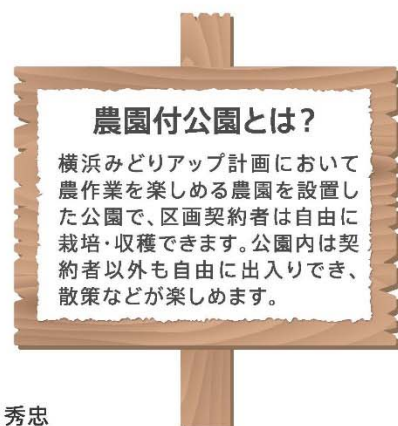 農園付公園とは？
横浜みどりアップ計画において
農作業を楽しめる農園を設置し
た公園で、区画契約者は自由に
栽培・収穫できます。公園内は契
約者以外も自由に出入りでき、
散策などが楽しめます。
秀忠